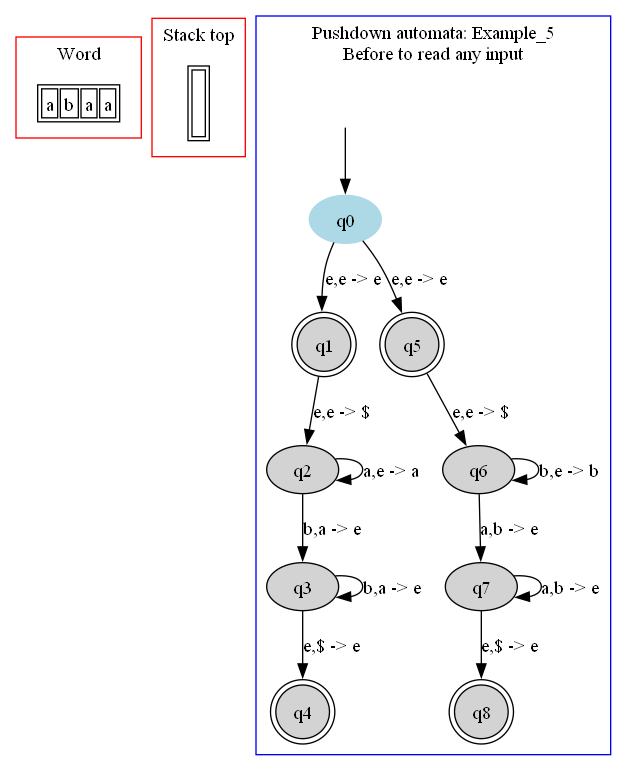 Word
a b a a
Stack top
Pushdown automata: Example_5
Before to read any input
q0
e,e -> e
e,e -> e
q1
q5
e,e -> $
e,e -> $
q2
a,e -> a
q6
b,e -> b
b,a -> e
a,b -> e
q3
b,a -> e
q7
a,b -> e
e,$ -> e
e,$ -> e
q4
q8